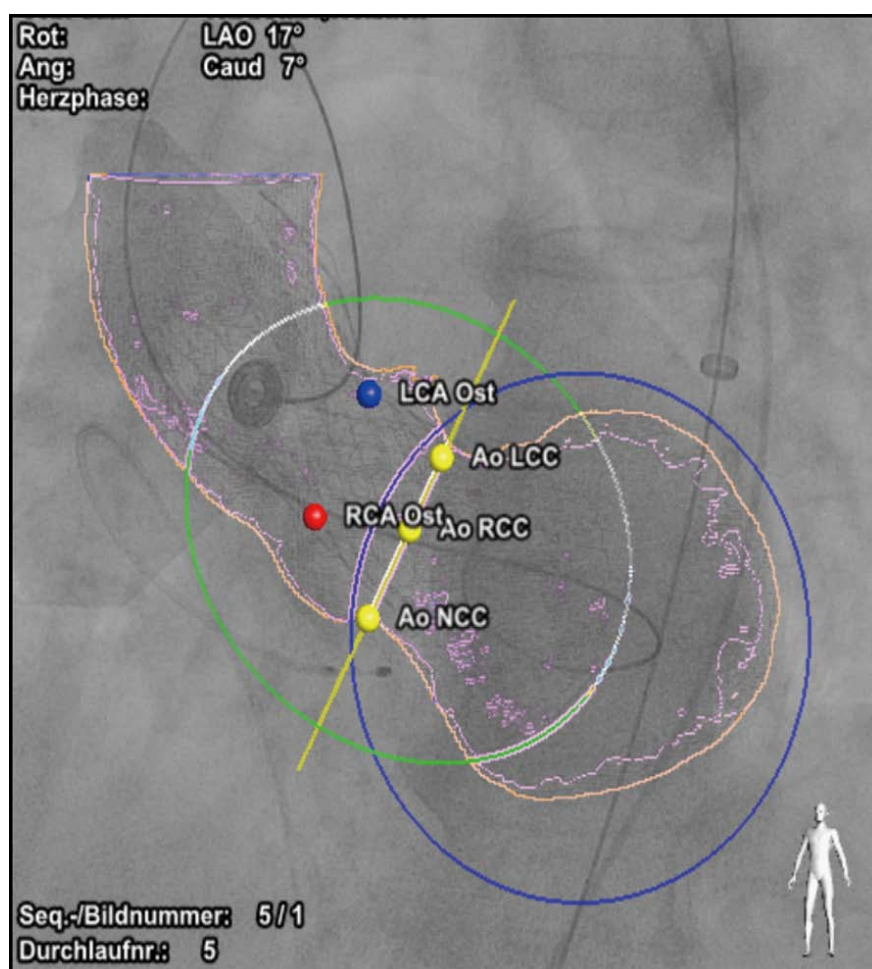 Rot: LAO 17°
Ang: Caud 7°
Herzphase:
LCA Ost
Ao LCC
RCA Ost
Ao RCC
Ao NCC
Seq.-/Bildnummer: 5 / 1
Durchlaufnr.: 5